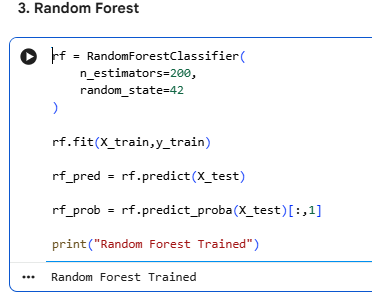 3. Random Forest
rf = RandomForestClassifier(
n_estimators=200,
random_state=42
)
rf.fit(X_train,y_train)
rf_pred = rf.predict(X_test)
rf_prob = rf.predict_proba(X_test)[:,1]
print("Random Forest Trained")
Random Forest Trained